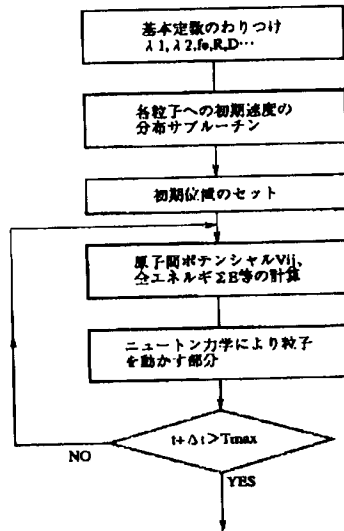 基本定数のわりつけ
λ1,λ2,fe,R,D…
各粒子への初期速度の
分布サブルーチン
初期位値のセット
原子間ポテンシャルVij、
全エネルギΣE等の計算
ニュートン力学により粒子
を動かす部分
t+Δt>Tmax
NO
YES